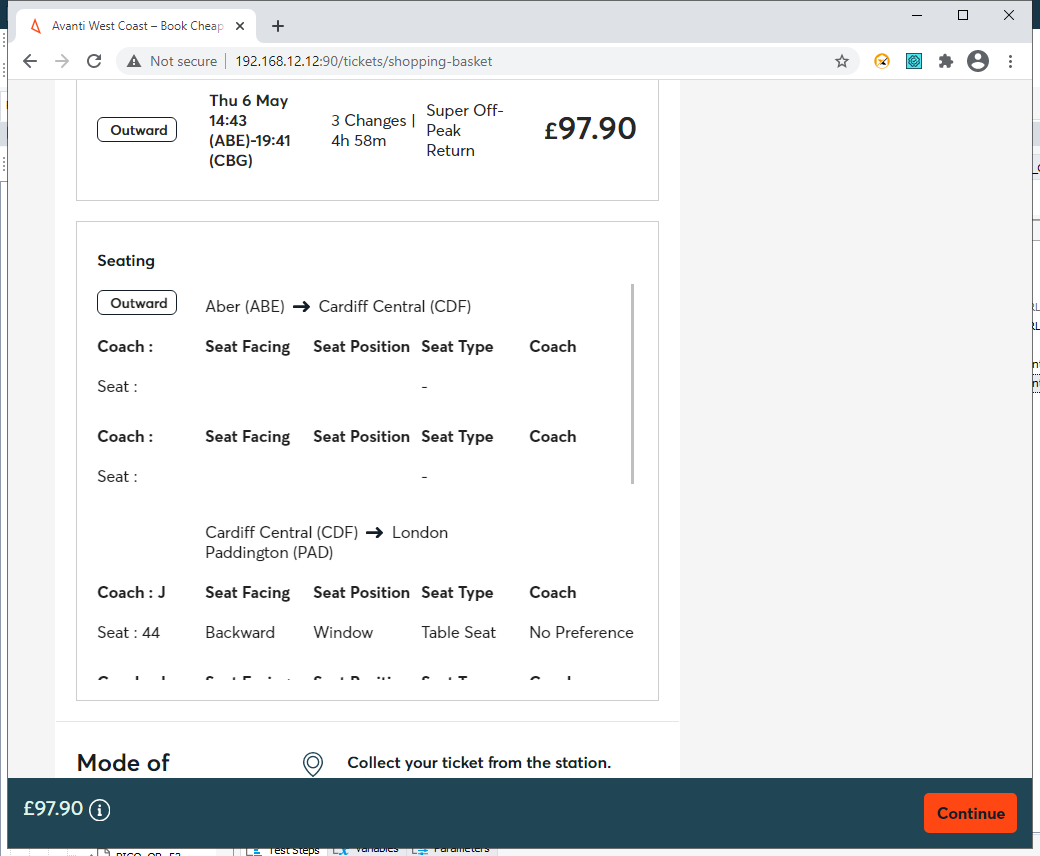 Avanti West Coast – Book Cheap
Not secure
192.168.12.12:90/tickets/shopping-basket
Outward
Thu 6 May
14:43
(ABE)-19:41
(CBG)
3 Changes |
4h 58m
Super Off-
Peak
Return
£97.90
Seating
Outward
Aber (ABE) ➔ Cardiff Central (CDF)
Coach : Seat Facing Seat Position Seat Type Coach
Seat : -
Coach : Seat Facing Seat Position Seat Type Coach
Seat : -
Cardiff Central (CDF) ➔ London
Paddington (PAD)
Coach : J Seat Facing Seat Position Seat Type Coach
Seat : 44 Backward Window Table Seat No Preference
Mode of
Collect your ticket from the station.
£97.90
Continue
Test Steps Variables Parameters